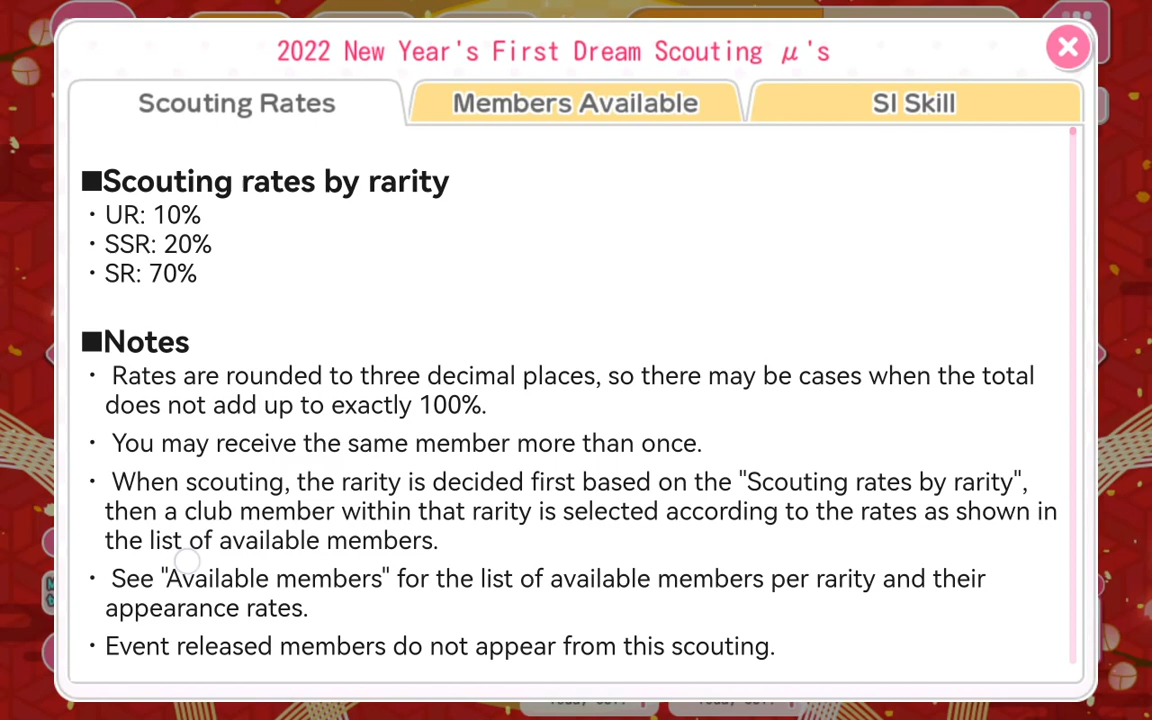 2022 New Year's First Dream Scouting μ's
Scouting Rates
Members Available
SI Skill
■Scouting rates by rarity
・UR: 10%
・SSR: 20%
・SR: 70%
■Notes
・ Rates are rounded to three decimal places, so there may be cases when the total
does not add up to exactly 100%.
・ You may receive the same member more than once.
・ When scouting, the rarity is decided first based on the "Scouting rates by rarity",
then a club member within that rarity is selected according to the rates as shown in
the list of available members.
・ See "Available members" for the list of available members per rarity and their
appearance rates.
・Event released members do not appear from this scouting.